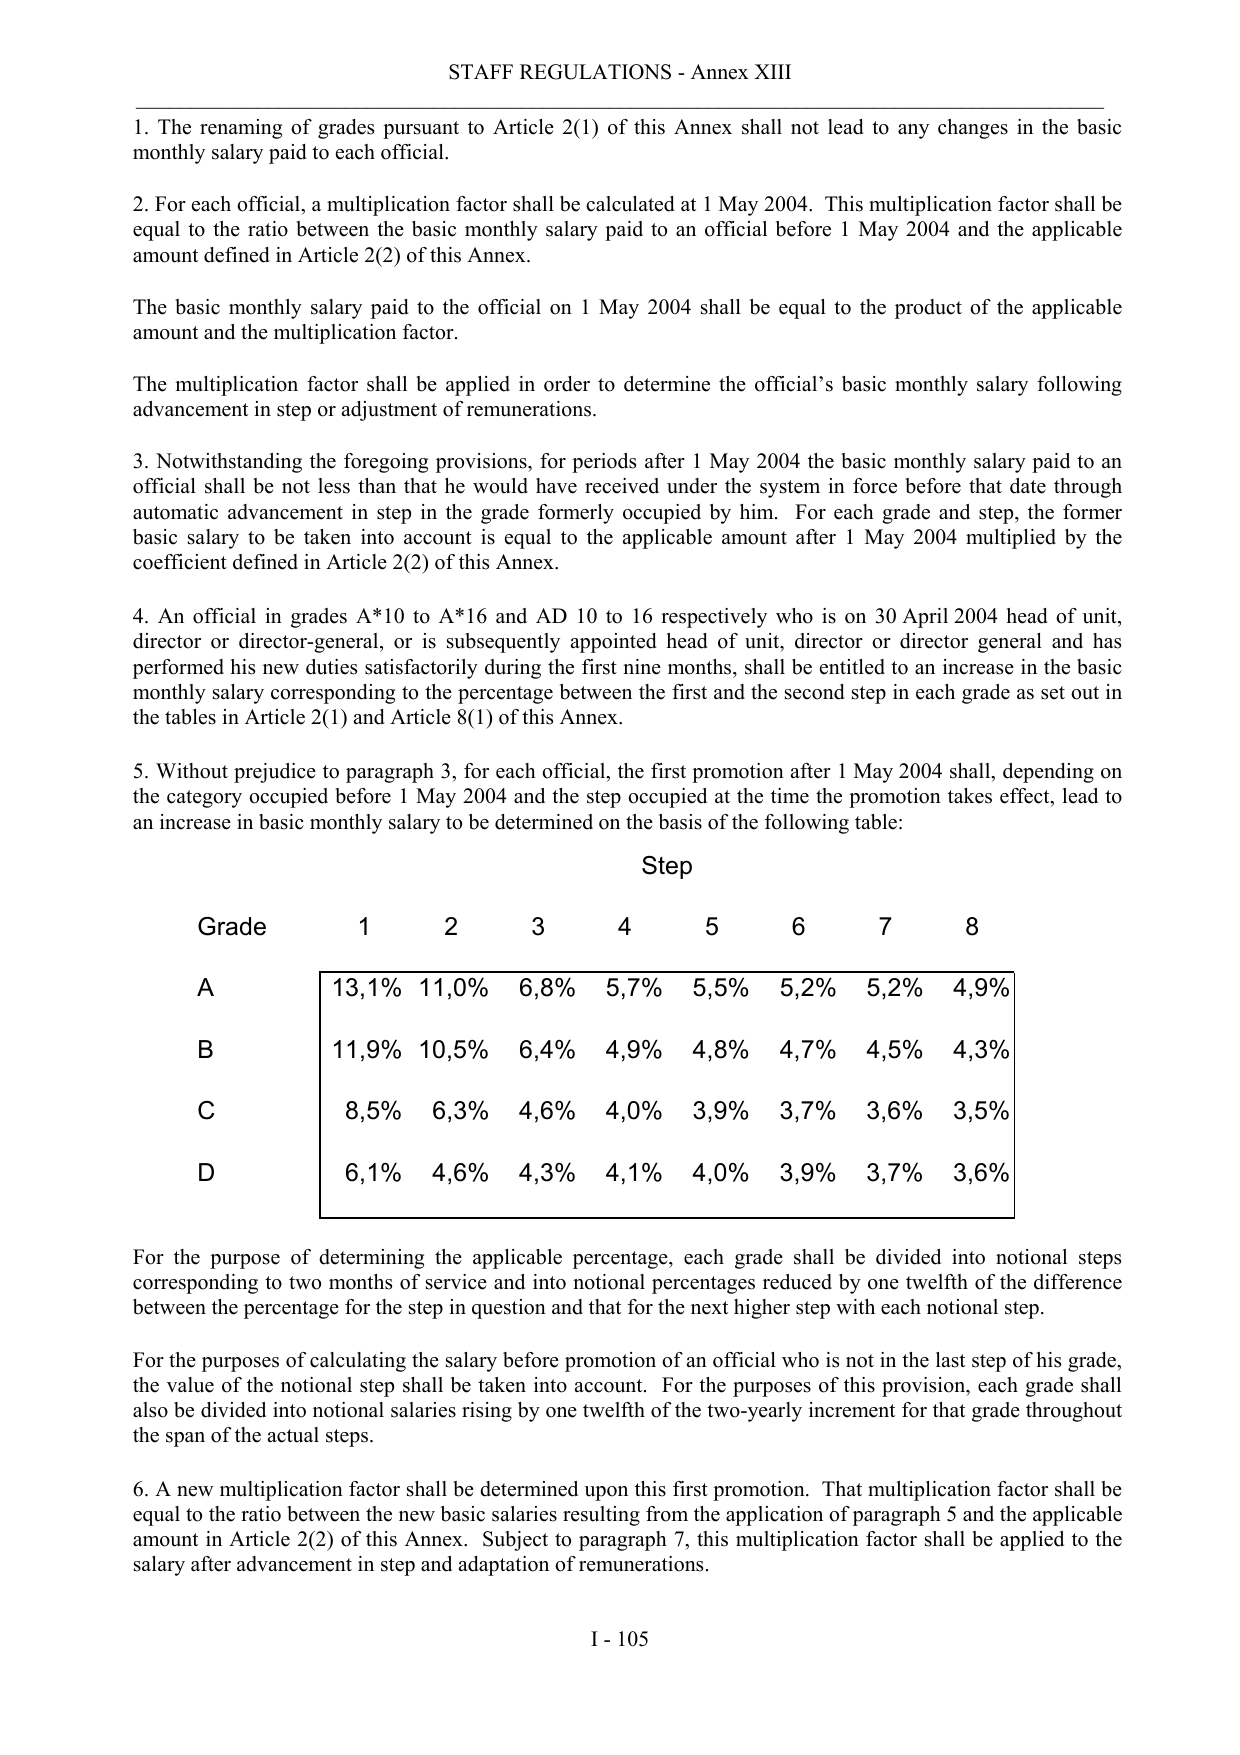 STAFF REGULATIONS - Annex XIII
1. The renaming of grades pursuant to Article 2(1) of this Annex shall not lead to any changes in the basic
monthly salary paid to each official.
2. For each official, a multiplication factor shall be calculated at 1 May 2004. This multiplication factor shall be
equal to the ratio between the basic monthly salary paid to an official before 1 May 2004 and the applicable
amount defined in Article 2(2) of this Annex.
The basic monthly salary paid to the official on 1 May 2004 shall be equal to the product of the applicable
amount and the multiplication factor.
The multiplication factor shall be applied in order to determine the official’s basic monthly salary following
advancement in step or adjustment of remunerations.
3. Notwithstanding the foregoing provisions, for periods after 1 May 2004 the basic monthly salary paid to an
official shall be not less than that he would have received under the system in force before that date through
automatic advancement in step in the grade formerly occupied by him. For each grade and step, the former
basic salary to be taken into account is equal to the applicable amount after 1 May 2004 multiplied by the
coefficient defined in Article 2(2) of this Annex.
4. An official in grades A*10 to A*16 and AD 10 to 16 respectively who is on 30 April 2004 head of unit,
director or director-general, or is subsequently appointed head of unit, director or director general and has
performed his new duties satisfactorily during the first nine months, shall be entitled to an increase in the basic
monthly salary corresponding to the percentage between the first and the second step in each grade as set out in
the tables in Article 2(1) and Article 8(1) of this Annex.
5. Without prejudice to paragraph 3, for each official, the first promotion after 1 May 2004 shall, depending on
the category occupied before 1 May 2004 and the step occupied at the time the promotion takes effect, lead to
an increase in basic monthly salary to be determined on the basis of the following table:
Step
Grade 1 2 3 4 5 6 7 8
A 13,1% 11,0% 6,8% 5,7% 5,5% 5,2% 5,2% 4,9%
B 11,9% 10,5% 6,4% 4,9% 4,8% 4,7% 4,5% 4,3%
C 8,5% 6,3% 4,6% 4,0% 3,9% 3,7% 3,6% 3,5%
D 6,1% 4,6% 4,3% 4,1% 4,0% 3,9% 3,7% 3,6%
For the purpose of determining the applicable percentage, each grade shall be divided into notional steps
corresponding to two months of service and into notional percentages reduced by one twelfth of the difference
between the percentage for the step in question and that for the next higher step with each notional step.
For the purposes of calculating the salary before promotion of an official who is not in the last step of his grade,
the value of the notional step shall be taken into account. For the purposes of this provision, each grade shall
also be divided into notional salaries rising by one twelfth of the two-yearly increment for that grade throughout
the span of the actual steps.
6. A new multiplication factor shall be determined upon this first promotion. That multiplication factor shall be
equal to the ratio between the new basic salaries resulting from the application of paragraph 5 and the applicable
amount in Article 2(2) of this Annex. Subject to paragraph 7, this multiplication factor shall be applied to the
salary after advancement in step and adaptation of remunerations.
I - 105